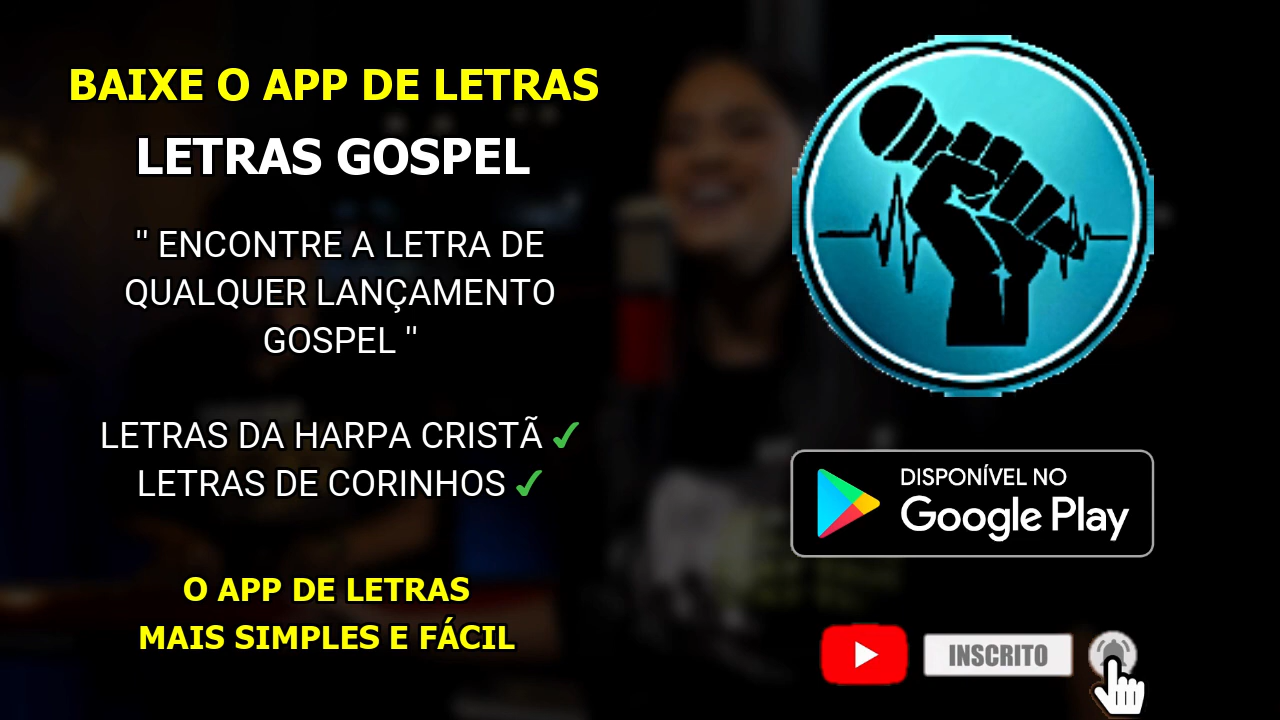 BAIXE O APP DE LETRAS
LETRAS GOSPEL
" ENCONTRE A LETRA DE
QUALQUER LANÇAMENTO
GOSPEL "
LETRAS DA HARPA CRISTÃ ✔
LETRAS DE CORINHOS ✔
O APP DE LETRAS
MAIS SIMPLES E FÁCIL
DISPONÍVEL NO
Google Play
INSCRITO